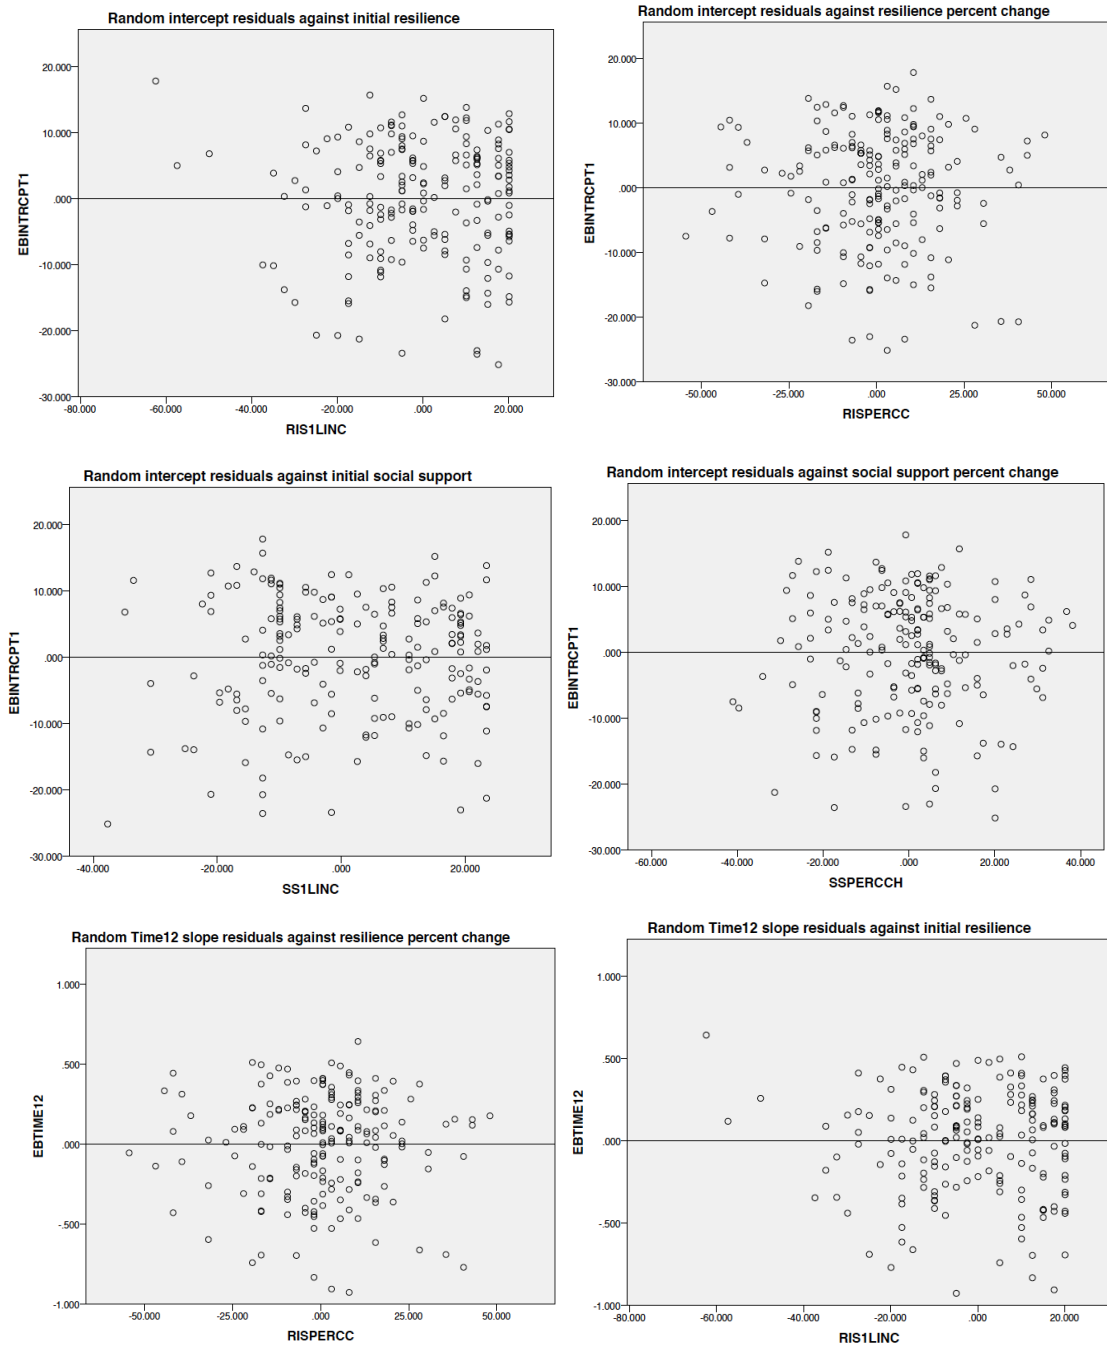 Random intercept residuals against initial resilience
20.000
10.000
.000
-10.000
-20.000
-30.000
EBINTRCPT1
-80.000 -60.000 -40.000 -20.000 .000 20.000
RIS1LINC
Random intercept residuals against resilience percent change
20.000
10.000
.000
-10.000
-20.000
-30.000
EBINTRCPT1
-50.000 -25.000 .000 25.000 50.000
RISPERCC
Random intercept residuals against initial social support
20.000
10.000
.000
-10.000
-20.000
-30.000
EBINTRCPT1
-40.000 -20.000 .000 20.000
SS1LINC
Random intercept residuals against social support percent change
20.000
10.000
.000
-10.000
-20.000
-30.000
EBINTRCPT1
-60.000 -40.000 -20.000 .000 20.000 40.000
SSPERCCH
Random Time12 slope residuals against resilience percent change
1.000
.500
.000
-.500
-1.000
EBTIME12
-50.000 -25.000 .000 25.000 50.000
RISPERCC
Random Time12 slope residuals against initial resilience
1.000
.500
.000
-.500
-1.000
EBTIME12
-80.000 -60.000 -40.000 -20.000 .000 20.000
RIS1LINC